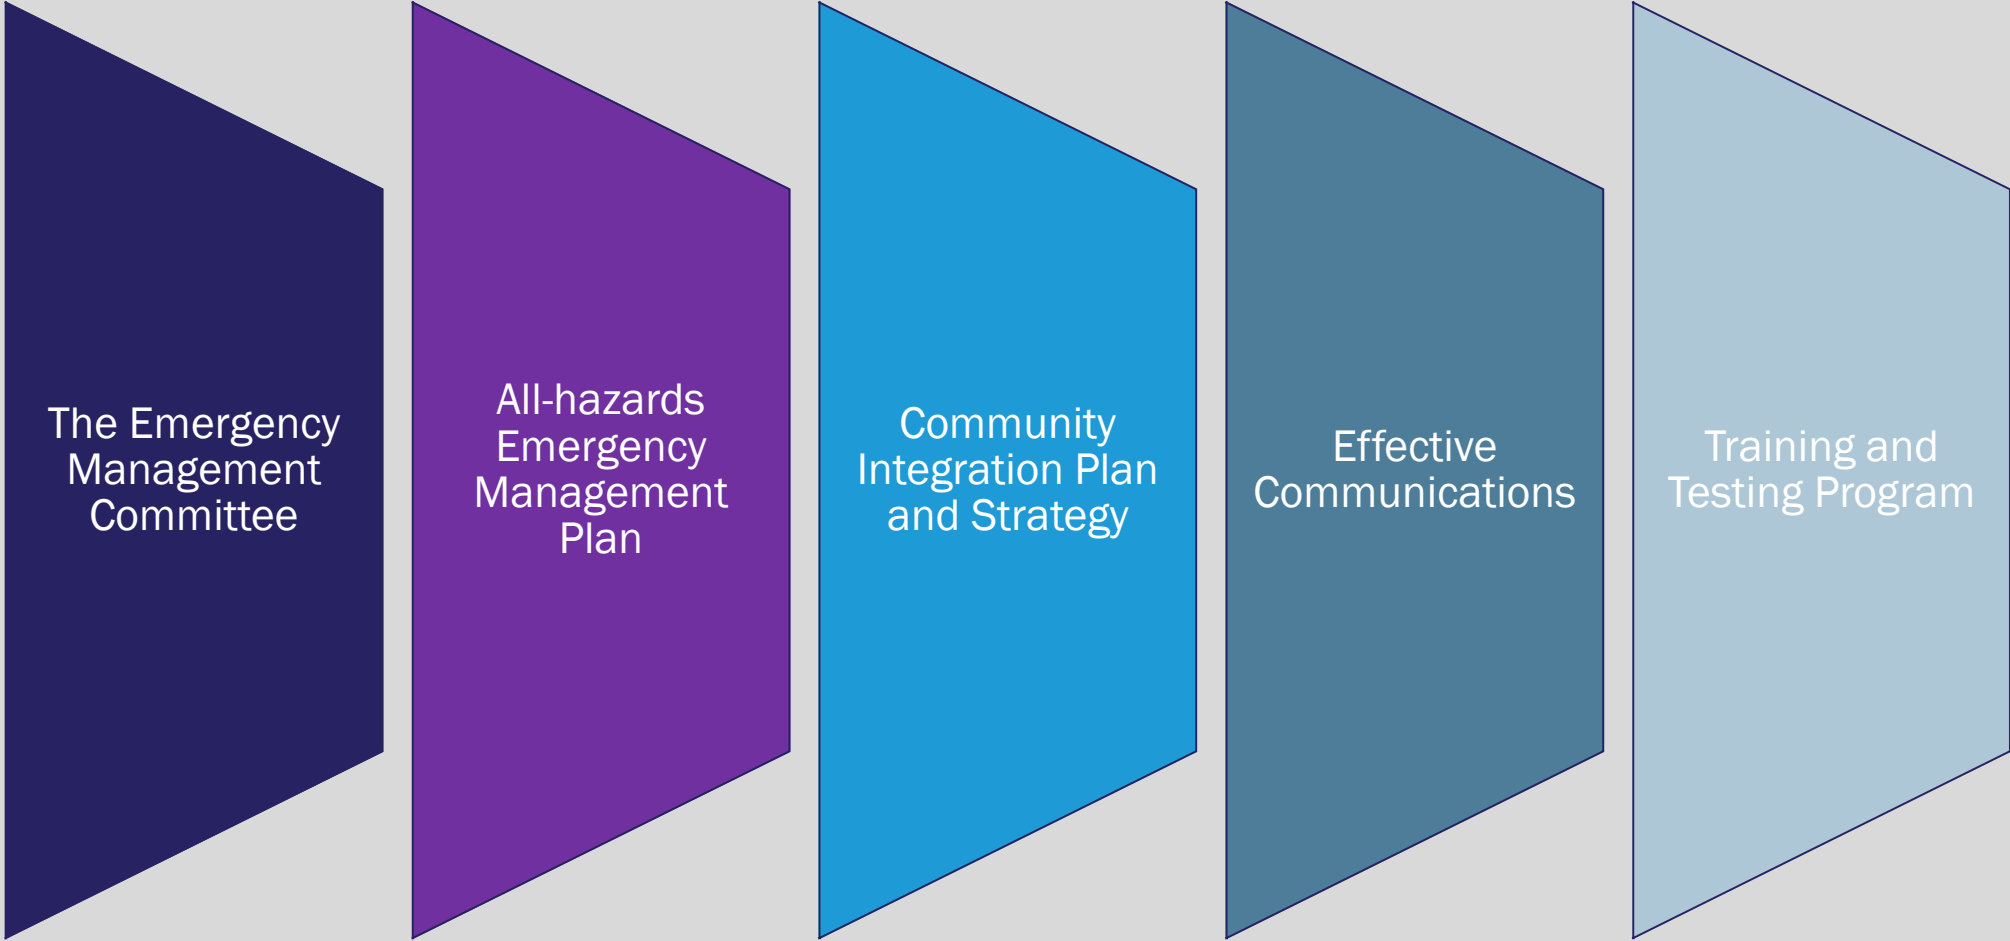 The Emergency
Management
Committee
All-hazards
Emergency
Management
Plan
Community
Integration Plan
and Strategy
Effective
Communications
Training and
Testing Program